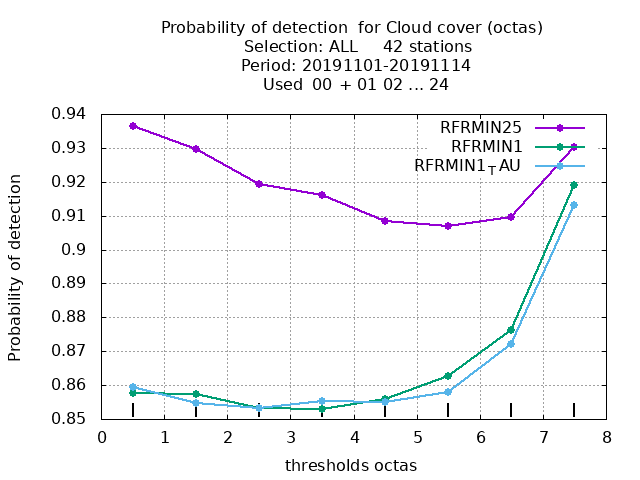 Probability of detection  for Cloud cover (octas)
Selection: ALL     42 stations
Period: 20191101-20191114
Used  00 + 01 02 ... 24
RFRMIN25
RFRMIN1
RFRMIN1TAU
0.94
0.93
0.92
0.91
0.9
0.89
0.88
0.87
0.86
0.85
Probability of detection
0 1 2 3 4 5 6 7 8
thresholds octas